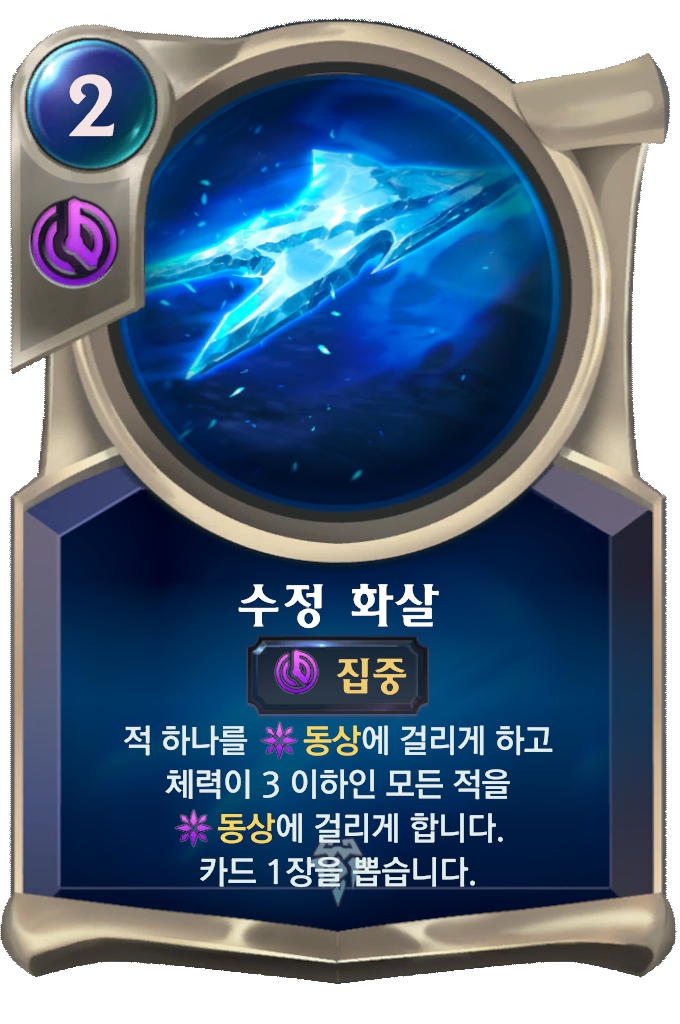 2
수정 화살
집중
적 하나를 동상에 걸리게 하고
체력이 3 이하인 모든 적을
동상에 걸리게 합니다.
카드 1장을 뽑습니다.